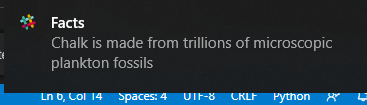 Facts
Chalk is made from trillions of microscopic
plankton fossils
Ln 6, Col 14 Spaces: 4 UTF-8 CRLF Python